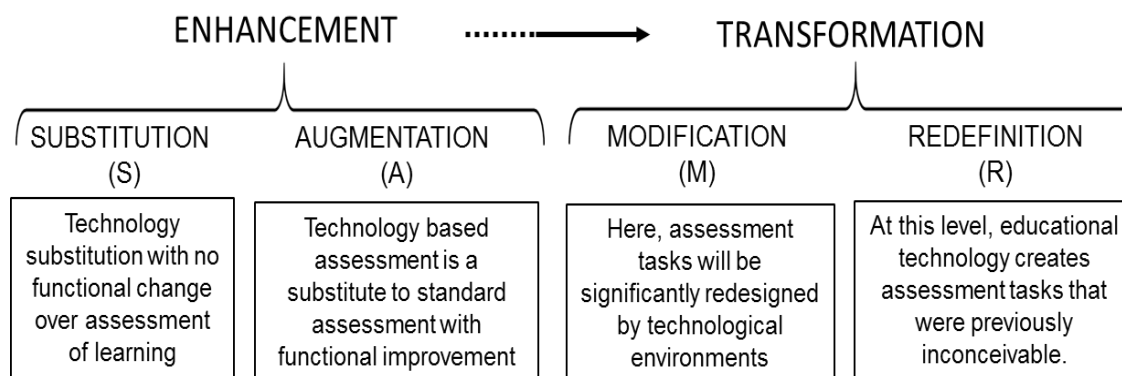 ENHANCEMENT
TRANSFORMATION
SUBSTITUTION
(S)
AUGMENTATION
(A)
MODIFICATION
(M)
REDEFINITION
(R)
Technology
substitution with no
functional change
over assessment
of learning
Technology based
assessment is a
substitute to standard
assessment with
functional improvement
Here, assessment
tasks will be
significantly redesigned
by technological
environments
At this level, educational
technology creates
assessment tasks that
were previously
inconceivable.